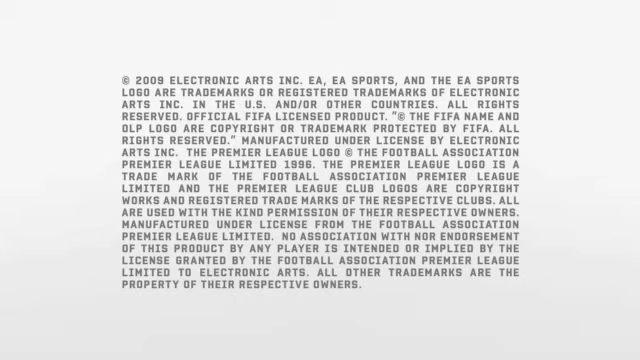 © 2009 ELECTRONIC ARTS INC. EA, EA SPORTS, AND THE EA SPORTS
LOGO ARE TRADEMARKS OR REGISTERED TRADEMARKS OF ELECTRONIC
ARTS INC. IN THE U.S. AND/OR OTHER COUNTRIES. ALL RIGHTS
RESERVED. OFFICIAL FIFA LICENSED PRODUCT. "© THE FIFA NAME AND
OLP LOGO ARE COPYRIGHT OR TRADEMARK PROTECTED BY FIFA. ALL
RIGHTS RESERVED." MANUFACTURED UNDER LICENSE BY ELECTRONIC
ARTS INC. THE PREMIER LEAGUE LOGO © THE FOOTBALL ASSOCIATION
PREMIER LEAGUE LIMITED 1996. THE PREMIER LEAGUE LOGO IS A
TRADE MARK OF THE FOOTBALL ASSOCIATION PREMIER LEAGUE
LIMITED AND THE PREMIER LEAGUE CLUB LOGOS ARE COPYRIGHT
WORKS AND REGISTERED TRADE MARKS OF THE RESPECTIVE CLUBS. ALL
ARE USED WITH THE KIND PERMISSION OF THEIR RESPECTIVE OWNERS.
MANUFACTURED UNDER LICENSE FROM THE FOOTBALL ASSOCIATION
PREMIER LEAGUE LIMITED. NO ASSOCIATION WITH NOR ENDORSEMENT
OF THIS PRODUCT BY ANY PLAYER IS INTENDED OR IMPLIED BY THE
LICENSE GRANTED BY THE FOOTBALL ASSOCIATION PREMIER LEAGUE
LIMITED TO ELECTRONIC ARTS. ALL OTHER TRADEMARKS ARE THE
PROPERTY OF THEIR RESPECTIVE OWNERS.